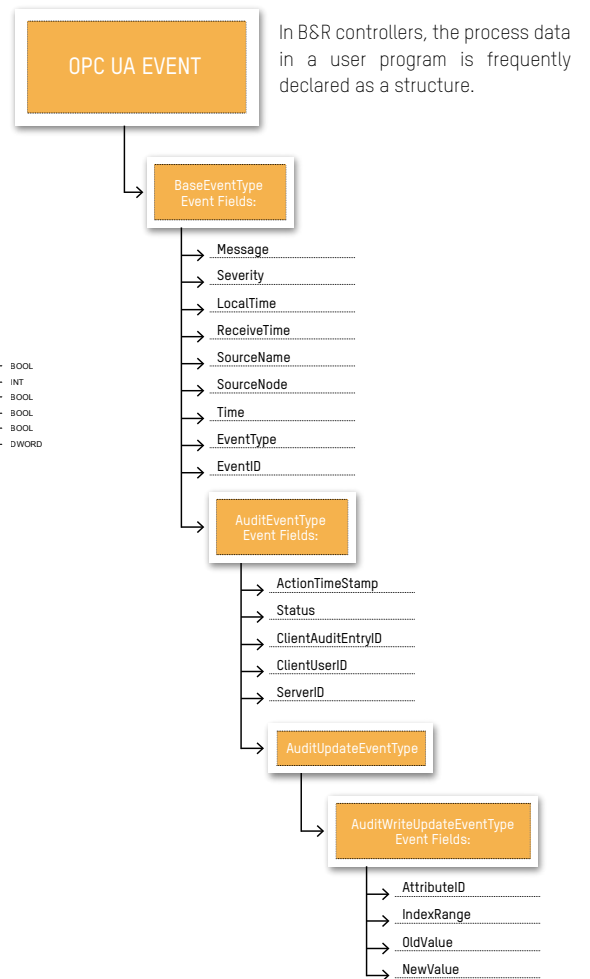 OPC UA EVENT
In B&R controllers, the process data
in a user program is frequently
declared as a structure.
BaseEventType
Event Fields:
Message
Severity
LocalTime
ReceiveTime
SourceName
SourceNode
Time
EventType
EventID
BOOL
INT
BOOL
BOOL
BOOL
DWORD
AuditEventType
Event Fields:
ActionTimeStamp
Status
ClientAuditEntryID
ClientUserID
ServerID
AuditUpdateEventType
AuditWriteUpdateEventType
Event Fields:
AttributeID
IndexRange
OldValue
NewValue